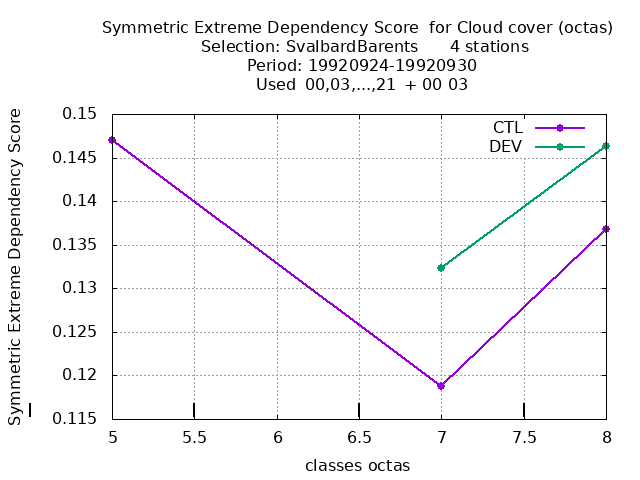 Symmetric Extreme Dependency Score for Cloud cover (octas)
Selection: SvalbardBarents 4 stations
Period: 19920924-19920930
Used 00,03,...,21 + 00 03
Symmetric Extreme Dependency Score
0.15
0.145
0.14
0.135
0.13
0.125
0.12
0.115
CTL
DEV
5 5.5 6 6.5 7 7.5 8
classes octas